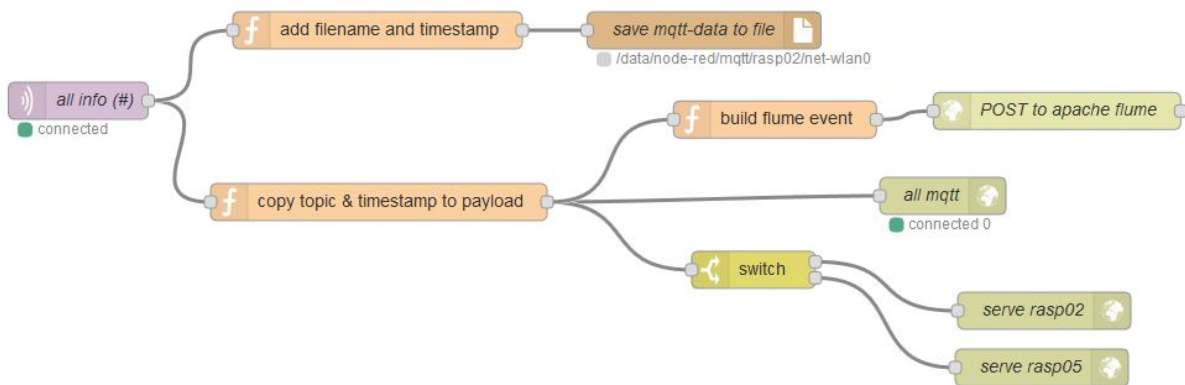 add filename and timestamp
save mqtt-data to file
/data/node-red/mqtt/rasp02/net-wlan0
all info (#)
connected
build flume event
POST to apache flume
copy topic & timestamp to payload
all mqtt
connected 0
switch
serve rasp02
serve rasp05